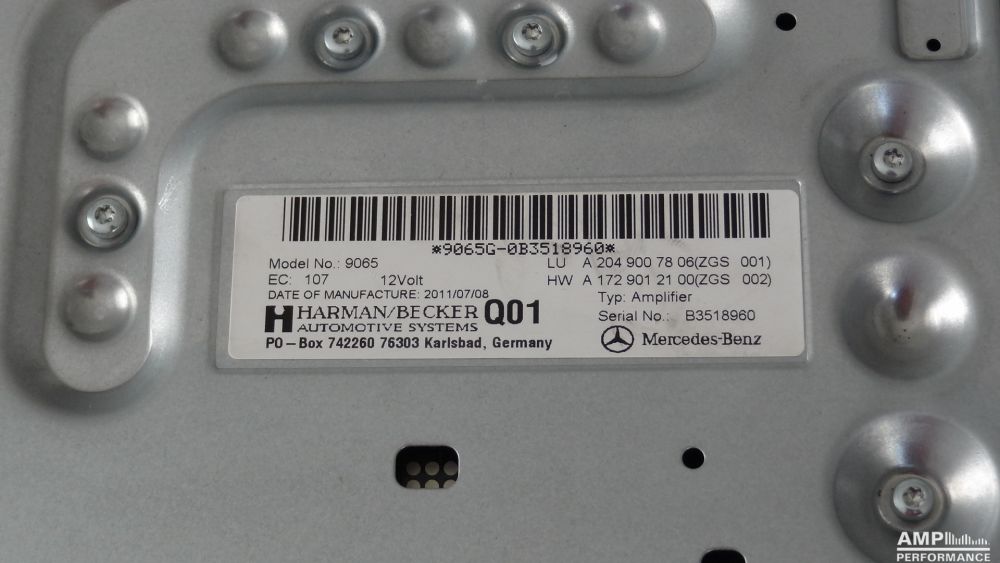 *9065G-0B3518960*
Model No.: 9065 LU A 204 900 78 06(ZGS 001)
EC: 107 12Volt HW A 172 901 21 00(ZGS 002)
DATE OF MANUFACTURE: 2011/07/08 Typ: Amplifier
HARMAN/BECKER Q01 Serial No.: B3518960
AUTOMOTIVE SYSTEMS
PO-Box 742260 76303 Karlsbad, Germany Mercedes-Benz
AMP
PERFORMANCE